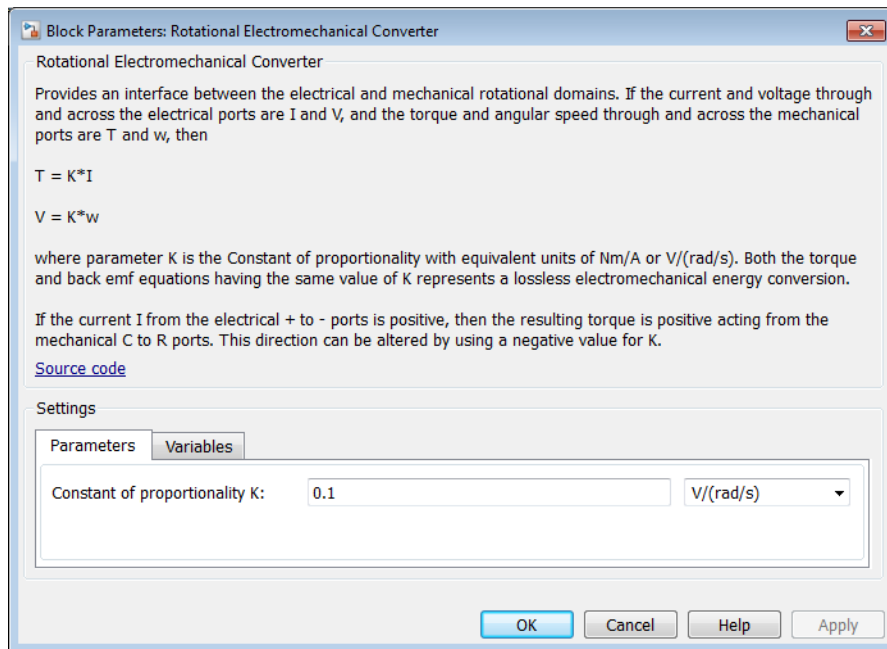 Block Parameters: Rotational Electromechanical Converter
Rotational Electromechanical Converter
Provides an interface between the electrical and mechanical rotational domains. If the current and voltage through
and across the electrical ports are I and V, and the torque and angular speed through and across the mechanical
ports are T and w, then
T = K*I
V = K*w
where parameter K is the Constant of proportionality with equivalent units of Nm/A or V/(rad/s). Both the torque
and back emf equations having the same value of K represents a lossless electromechanical energy conversion.
If the current I from the electrical + to - ports is positive, then the resulting torque is positive acting from the
mechanical C to R ports. This direction can be altered by using a negative value for K.
Source code
Settings
Parameters Variables
Constant of proportionality K: 0.1 V/(rad/s)
OK Cancel Help Apply